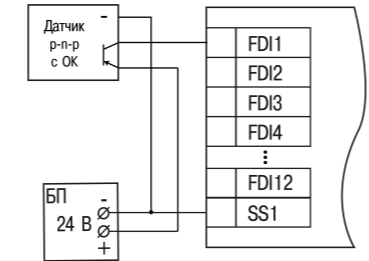 Датчик
p-n-p
с ОК
-
FDI1
FDI2
FDI3
FDI4
FDI12
SS1
БП
24 В
-
+